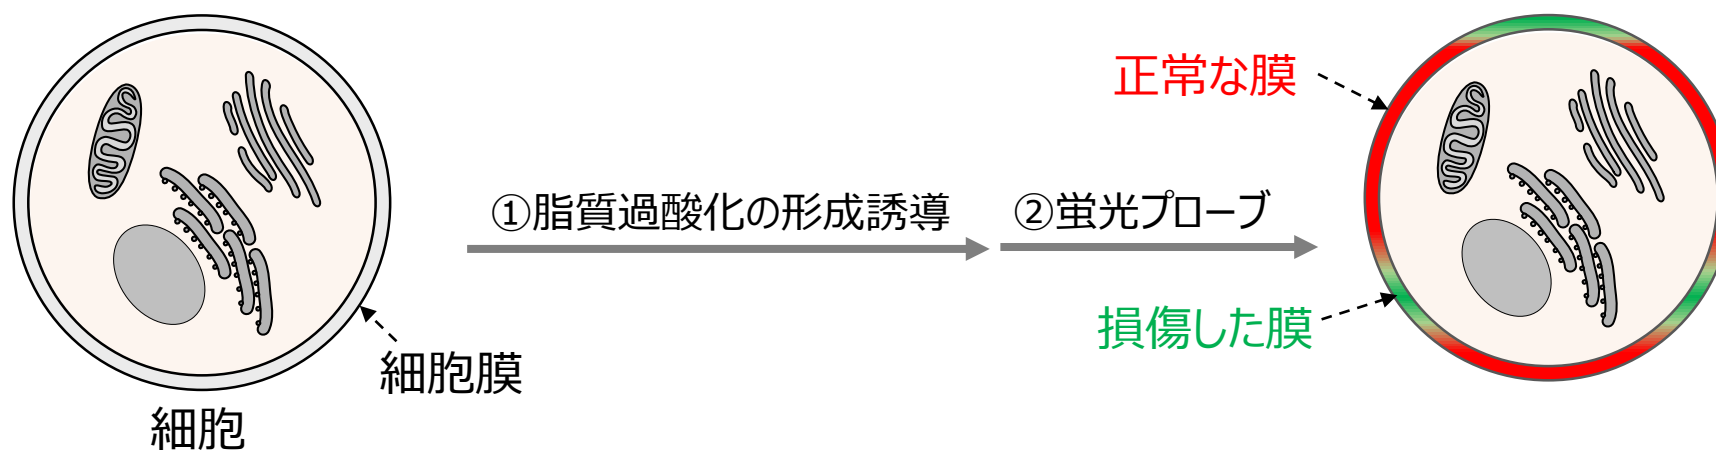 正常な膜
①脂質過酸化の形成誘導
②蛍光プローブ
損傷した膜
細胞膜
細胞